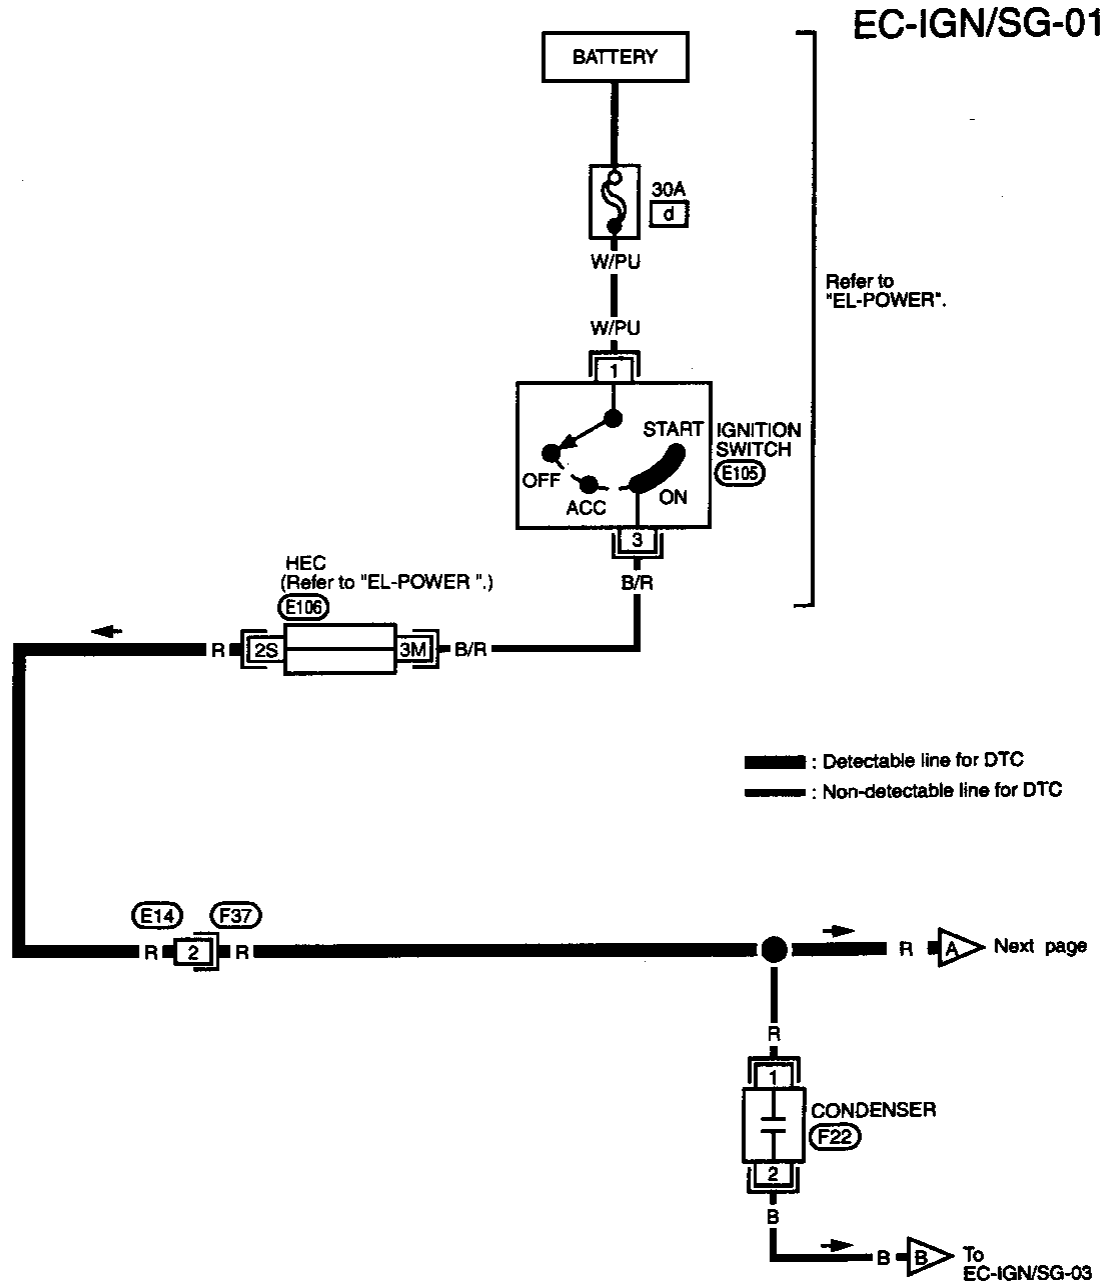 EC-IGN/SG-01
BATTERY
30A
d
W/PU
Refer to
"EL-POWER".
W/PU
1
START
IGNITION
SWITCH
E105
OFF
ACC
ON
3
HEC
(Refer to "EL-POWER ".)
E106
B/R
R 2S 3M B/R
: Detectable line for DTC
: Non-detectable line for DTC
E14 F37
R 2 R
R A Next page
R
1
CONDENSER
F22
2
B
B B To
EC-IGN/SG-03